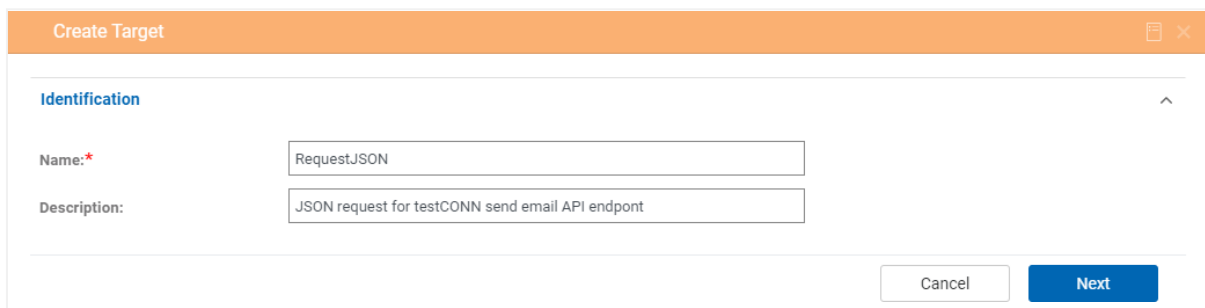 Create Target
Identification
Name:* RequestJSON
Description: JSON request for testCONN send email API endpont
Cancel Next